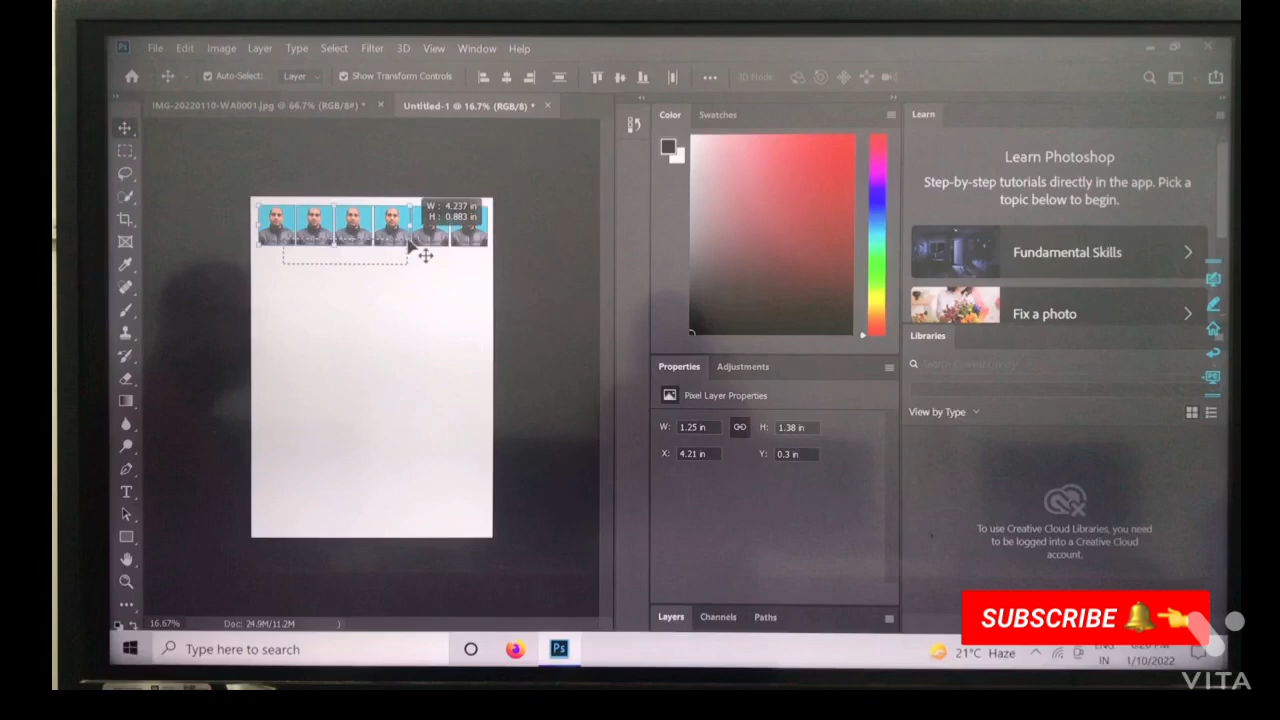 Ps File Edit Image Layer Type Select Filter 3D View Window Help
Auto-Select: Layer Show Transform Controls 3D Mode
IMG-20220110-WA0001.jpg @ 66.7% (RGB/8#) * × Untitled-1 @ 16.7% (RGB/8) * ×
Color Swatches
Learn
Learn Photoshop
Step-by-step tutorials directly in the app. Pick a
topic below to begin.
Fundamental Skills
Fix a photo
W: 4.237 in
H: 0.883 in
Libraries
Properties Adjustments
Pixel Layer Properties
W: 1.25 in H: 1.38 in
X: 4.21 in Y: 0.3 in
View by Type
To use Creative Cloud Libraries, you need
to be logged into a Creative Cloud
account.
Layers Channels Paths
16.67% Doc: 24.9M/11.2M
SUBSCRIBE
Type here to search
Ps
21°C Haze
IN
1/10/2022
VITA